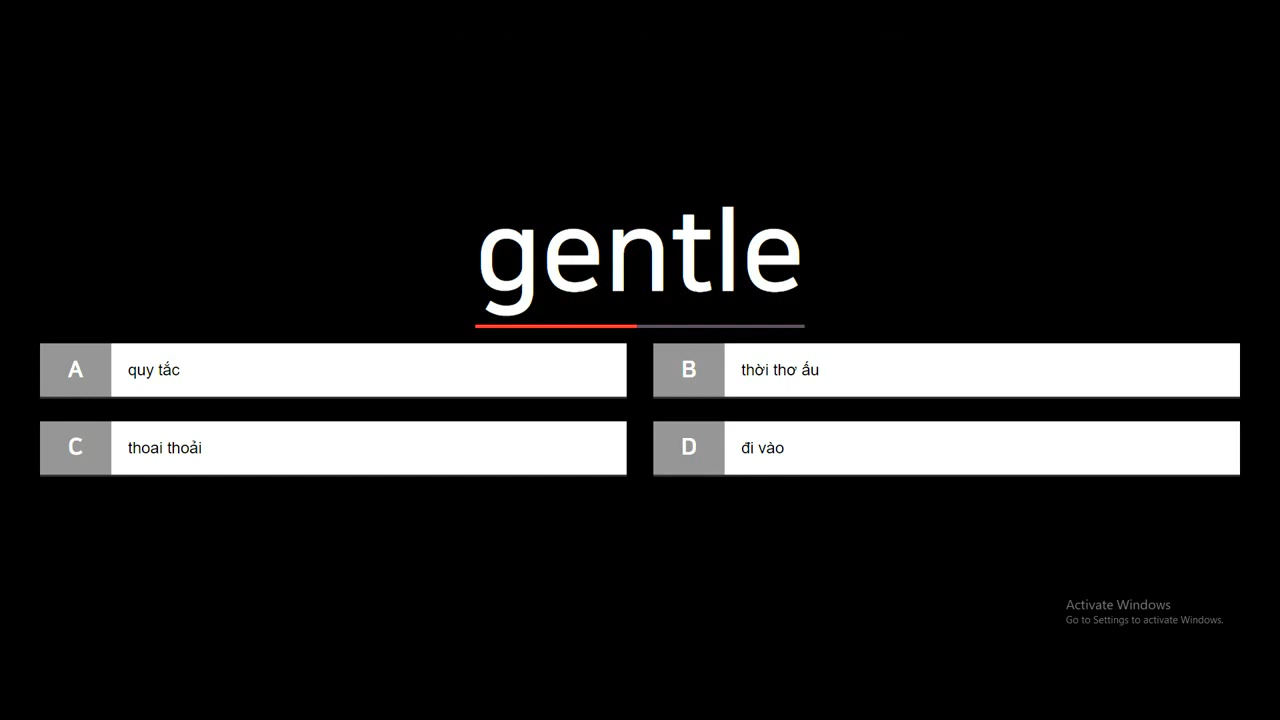 gentle
A quy tắc
B thời thơ ấu
C thoai thoải
D đi vào
Activate Windows
Go to Settings to activate Windows.